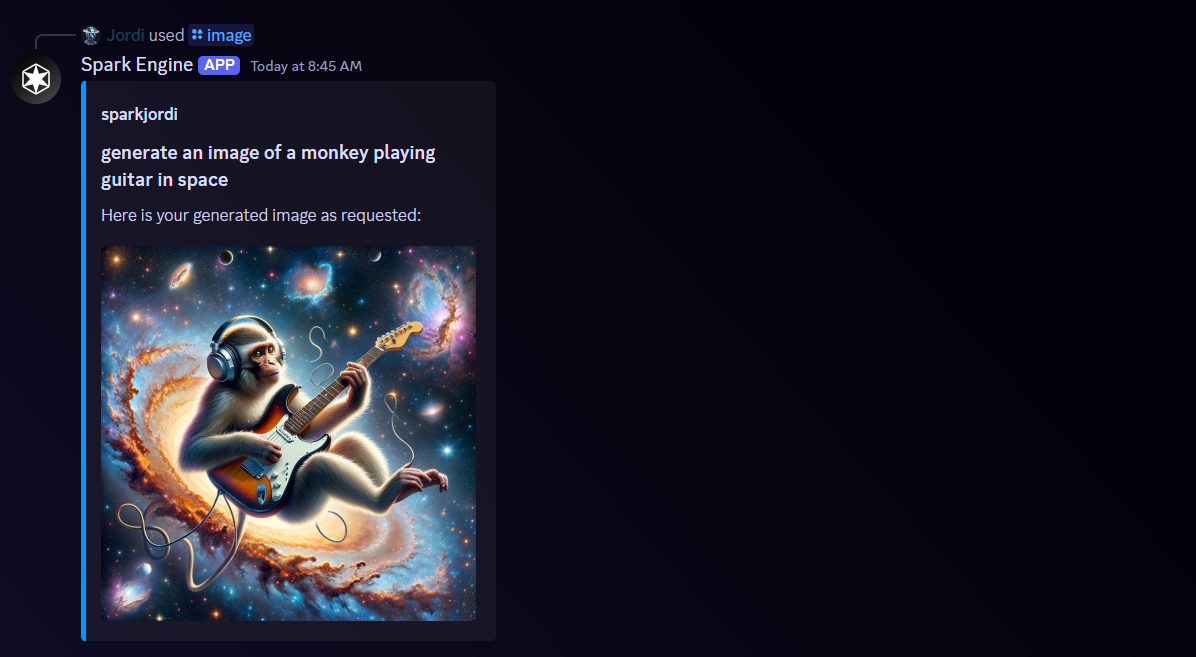 Jordi used image
Spark Engine APP Today at 8:45 AM
sparkjordi
generate an image of a monkey playing
guitar in space
Here is your generated image as requested: